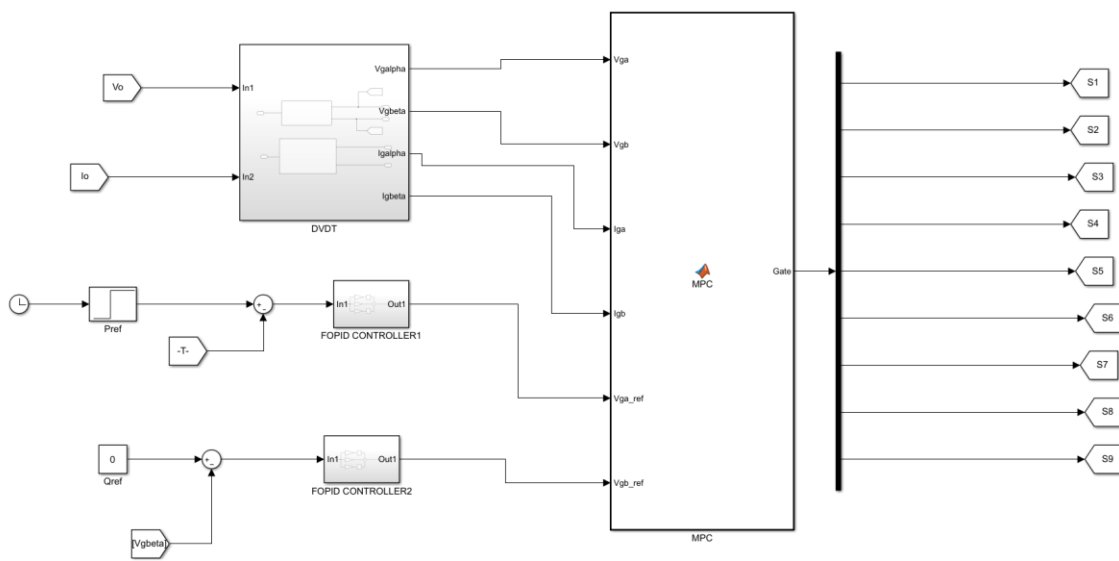 Vo
Io
In1
In2
Vgalpha
Vgbeta
Igalpha
Igbeta
DVDT
Pref
-T-
+
-
In1
Out1
FOPID CONTROLLER1
0
Qref
+
-
[Vgbeta]
In1
Out1
FOPID CONTROLLER2
Vga
Vgb
Iga
Igb
Vga_ref
Vgb_ref
MPC
Gate
MPC
S1
S2
S3
S4
S5
S6
S7
S8
S9